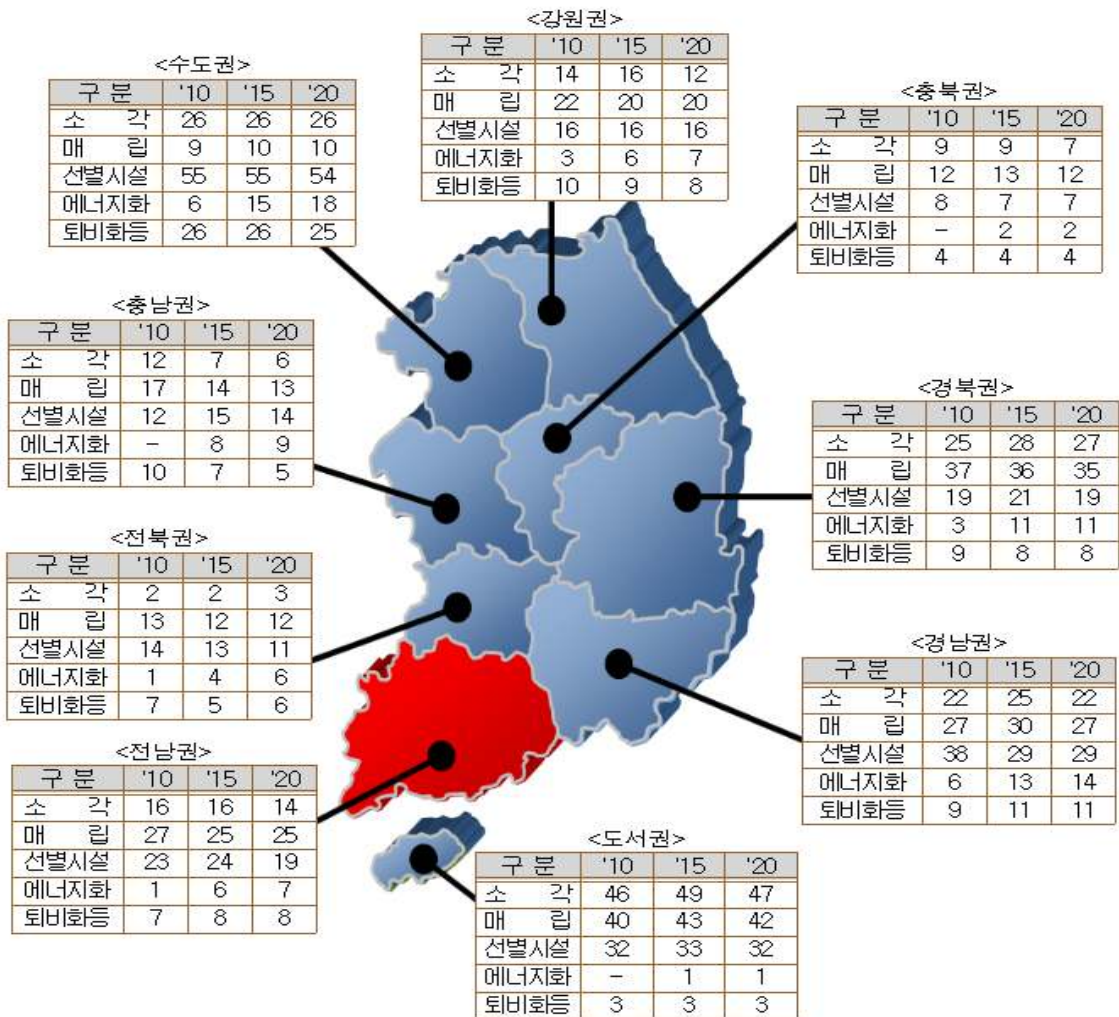 <강원권>
구 분 '10 '15 '20
소 각 14 16 12
매 립 22 20 20
선별시설 16 16 16
에너지화 3 6 7
퇴비화등 10 9 8
<수도권>
구 분 '10 '15 '20
소 각 26 26 26
매 립 9 10 10
선별시설 55 55 54
에너지화 6 15 18
퇴비화등 26 26 25
<충북권>
구 분 '10 '15 '20
소 각 9 9 7
매 립 12 13 12
선별시설 8 7 7
에너지화 - 2 2
퇴비화등 4 4 4
<충남권>
구 분 '10 '15 '20
소 각 12 7 6
매 립 17 14 13
선별시설 12 15 14
에너지화 - 8 9
퇴비화등 10 7 5
<경북권>
구 분 '10 '15 '20
소 각 25 28 27
매 립 37 36 35
선별시설 19 21 19
에너지화 3 11 11
퇴비화등 9 8 8
<전북권>
구 분 '10 '15 '20
소 각 2 2 3
매 립 13 12 12
선별시설 14 13 11
에너지화 1 4 6
퇴비화등 7 5 6
<경남권>
구 분 '10 '15 '20
소 각 22 25 22
매 립 27 30 27
선별시설 38 29 29
에너지화 6 13 14
퇴비화등 9 11 11
<전남권>
구 분 '10 '15 '20
소 각 16 16 14
매 립 27 25 25
선별시설 23 24 19
에너지화 1 6 7
퇴비화등 7 8 8
<도서권>
구 분 '10 '15 '20
소 각 46 49 47
매 립 40 43 42
선별시설 32 33 32
에너지화 - 1 1
퇴비화등 3 3 3